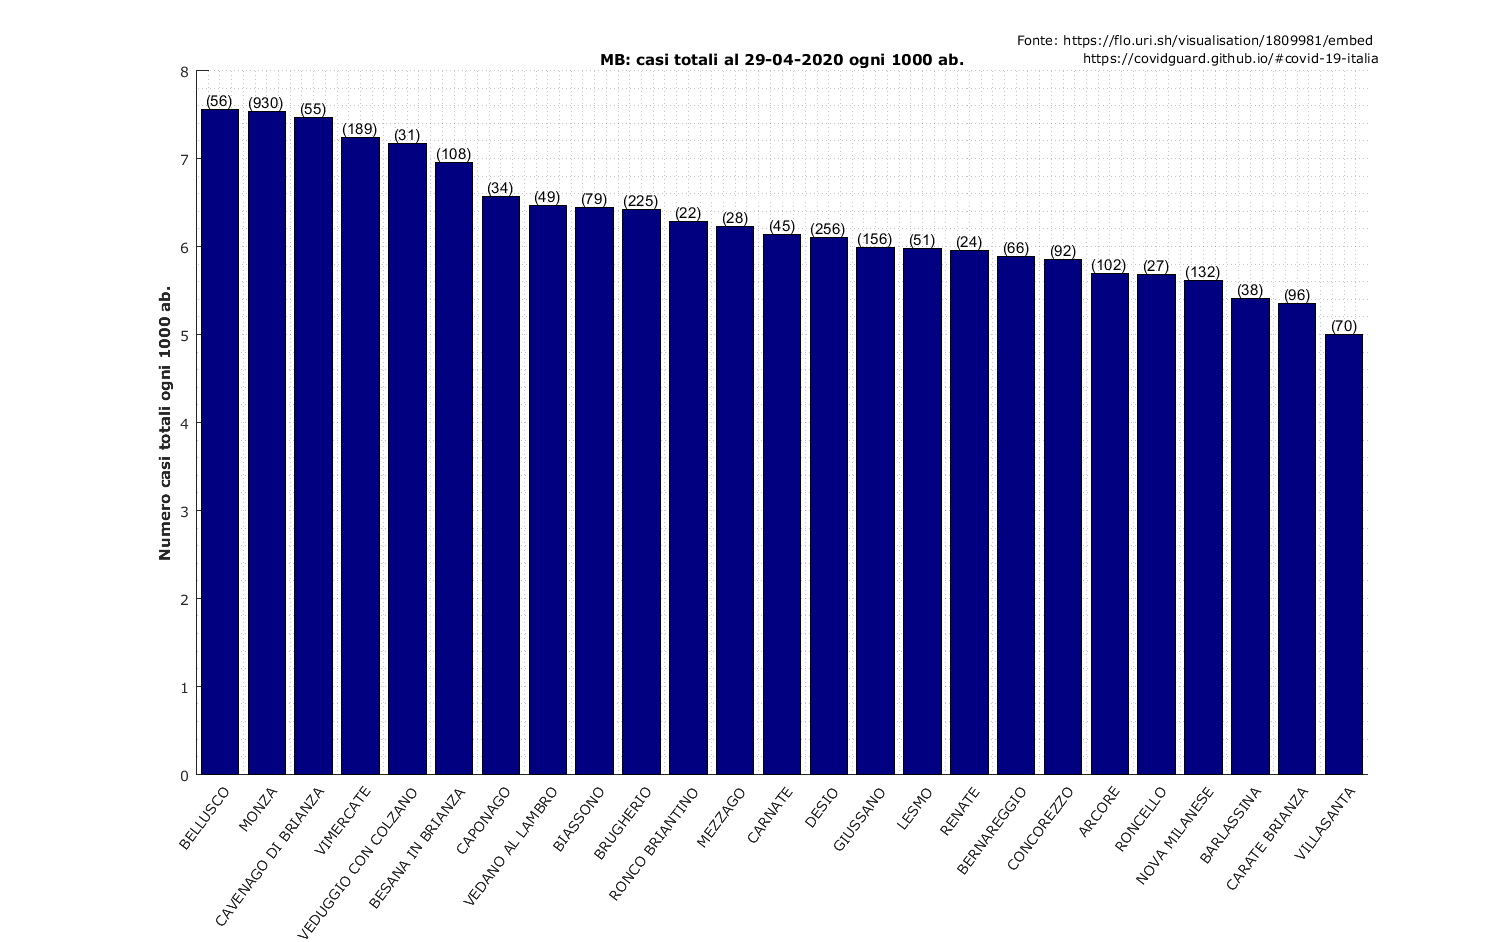 Fonte: https://flo.uri.sh/visualisation/1809981/embed
https://covidguard.github.io/#covid-19-italia
MB: casi totali al 29-04-2020 ogni 1000 ab.
Numero casi totali ogni 1000 ab.
8
7
6
5
4
3
2
1
0
(56)
(930)
(55)
(189)
(31)
(108)
(34)
(49)
(79)
(225)
(22)
(28)
(45)
(256)
(156)
(51)
(24)
(66)
(92)
(102)
(27)
(132)
(38)
(96)
(70)
BELLUSCO
MONZA
CAVENAGO DI BRIANZA
VIMERCATE
VEDUGGIO CON COLZANO
BESANA IN BRIANZA
CAPONAGO
VEDANO AL LAMBRO
BIASSONO
BRUGHERIO
RONCO BRIANTINO
MEZZAGO
CARNATE
DESIO
GIUSSANO
LESMO
RENATE
BERNAREGGIO
CONCOREZZO
ARCORE
RONCELLO
NOVA MILANESE
BARLASSINA
CARATE BRIANZA
VILLASANTA